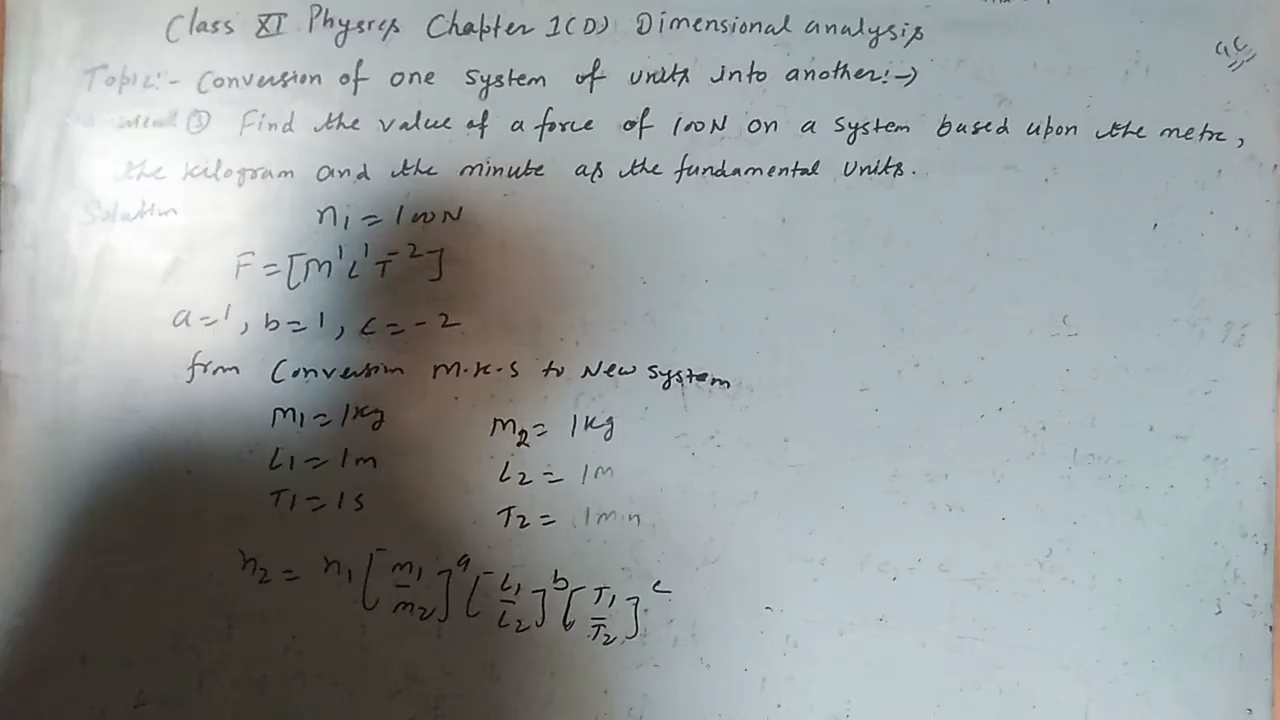 Class XI Physics Chapter 1(D) Dimensional analysis
Topic:- Conversion of one system of units into another:→
③ Find the value of a force of 100N on a system based upon the metre,
the kilogram and the minute as the fundamental units.
Solution n₁ = 100N
F = [M¹L¹T⁻²]
a=1, b=1, c=-2
from Conversion M.K.S to New system
M₁ = 1kg M₂ = 1kg
L₁ = 1m L₂ = 1m
T₁ = 1s T₂ = 1min
n₂ = n₁ [M₁/M₂]ᵃ [L₁/L₂]ᵇ [T₁/T₂]ᶜ